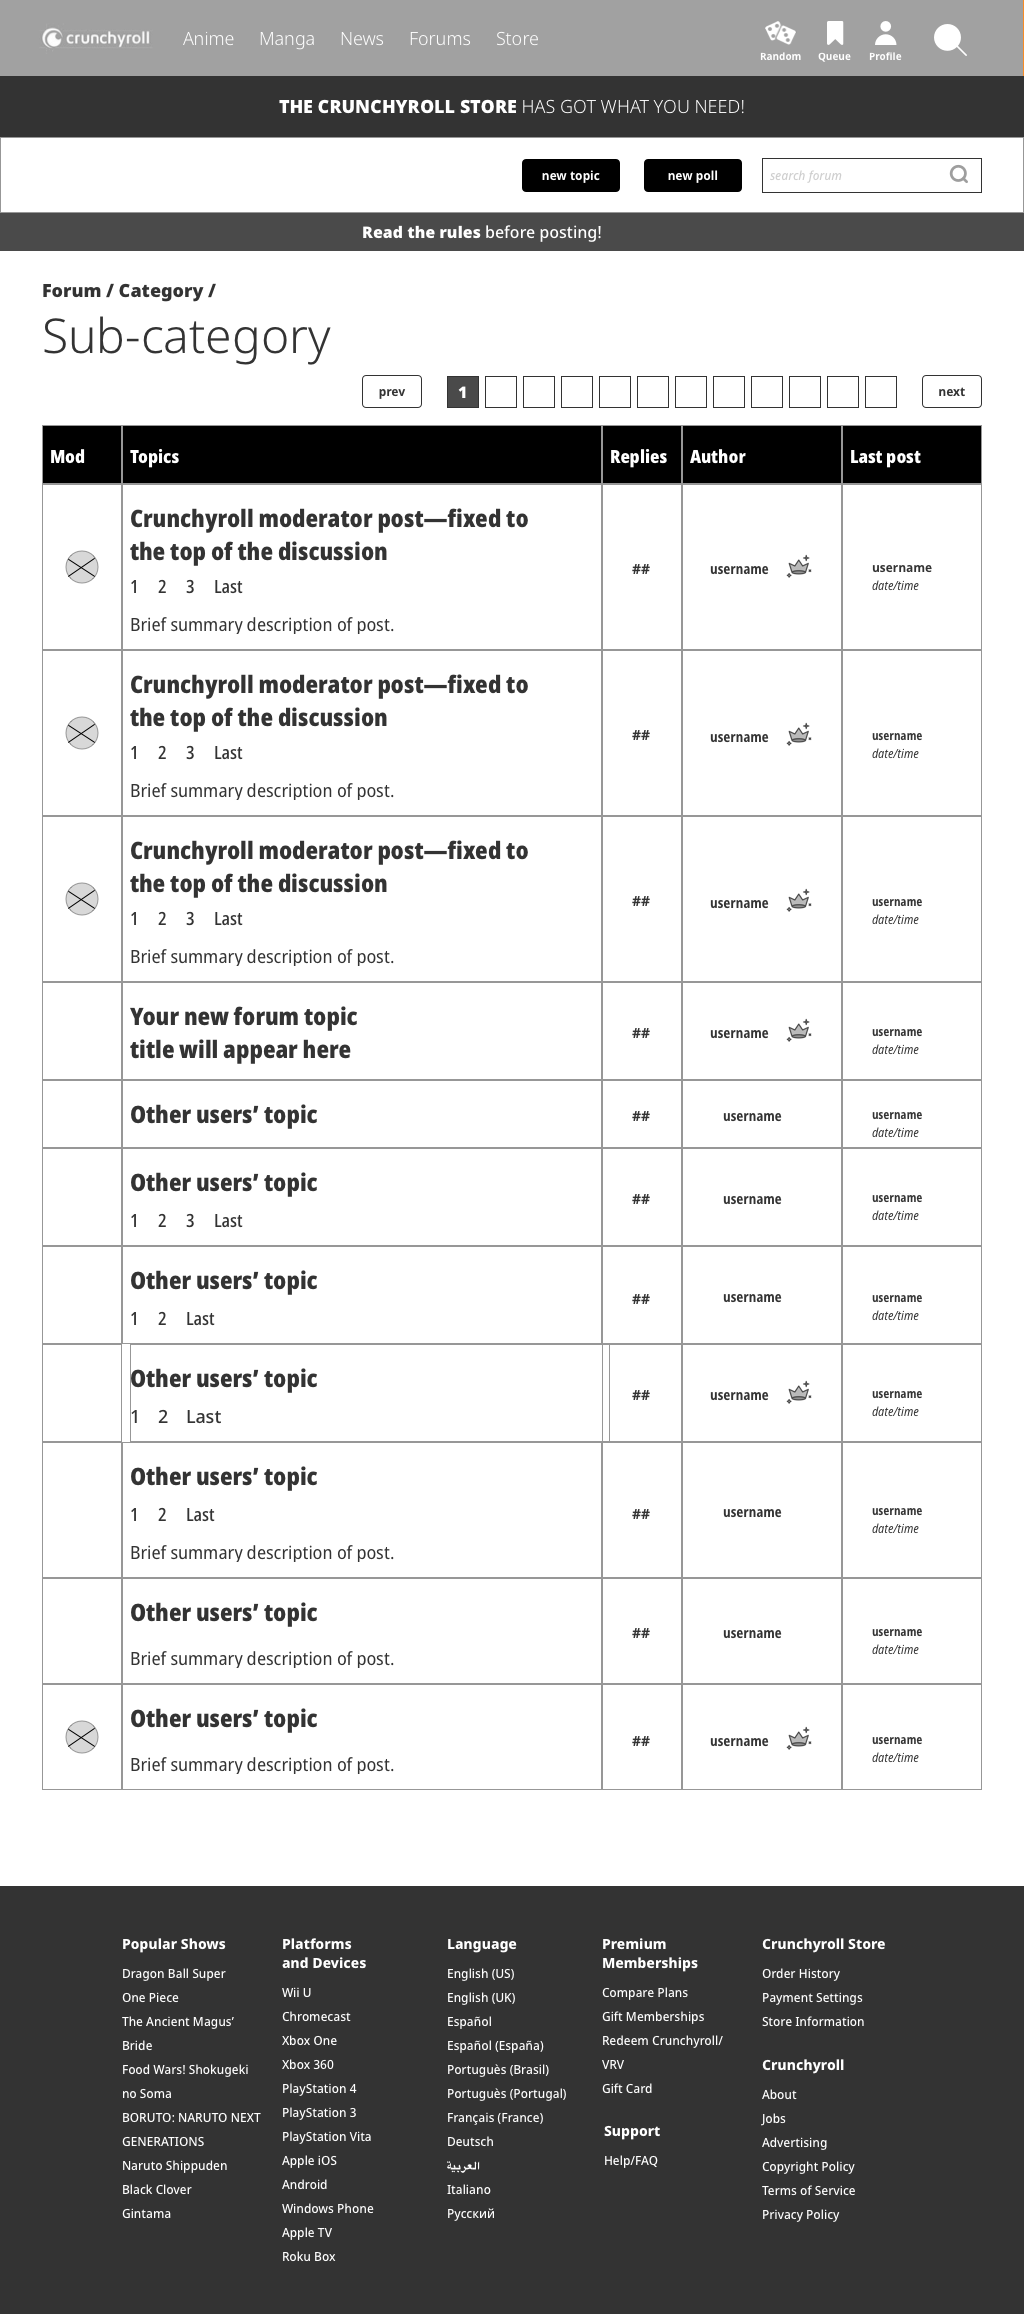 crunchyroll
Anime Manga News Forums Store
Random Queue Profile
THE CRUNCHYROLL STORE HAS GOT WHAT YOU NEED!
new topic new poll search forum
Read the rules before posting!
Forum / Category /
Sub-category
prev 1 next
Mod Topics Replies Author Last post
Crunchyroll moderator post—fixed to
the top of the discussion
1 2 3 Last
Brief summary description of post.
## username username
date/time
Crunchyroll moderator post—fixed to
the top of the discussion
1 2 3 Last
Brief summary description of post.
## username username
date/time
Crunchyroll moderator post—fixed to
the top of the discussion
1 2 3 Last
Brief summary description of post.
## username username
date/time
Your new forum topic
title will appear here
## username username
date/time
Other users’ topic
## username username
date/time
Other users’ topic
1 2 3 Last
## username username
date/time
Other users’ topic
1 2 Last
## username username
date/time
Other users’ topic
1 2 Last
## username username
date/time
Other users’ topic
1 2 Last
Brief summary description of post.
## username username
date/time
Other users’ topic
Brief summary description of post.
## username username
date/time
Other users’ topic
Brief summary description of post.
## username username
date/time
Popular Shows
Dragon Ball Super
One Piece
The Ancient Magus’
Bride
Food Wars! Shokugeki
no Soma
BORUTO: NARUTO NEXT
GENERATIONS
Naruto Shippuden
Black Clover
Gintama
Platforms
and Devices
Wii U
Chromecast
Xbox One
Xbox 360
PlayStation 4
PlayStation 3
PlayStation Vita
Apple iOS
Android
Windows Phone
Apple TV
Roku Box
Language
English (US)
English (UK)
Español
Español (España)
Portuguès (Brasil)
Portuguès (Portugal)
Français (France)
Deutsch
العربية
Italiano
Русский
Premium
Memberships
Compare Plans
Gift Memberships
Redeem Crunchyroll/
VRV
Gift Card
Support
Help/FAQ
Crunchyroll Store
Order History
Payment Settings
Store Information
Crunchyroll
About
Jobs
Advertising
Copyright Policy
Terms of Service
Privacy Policy